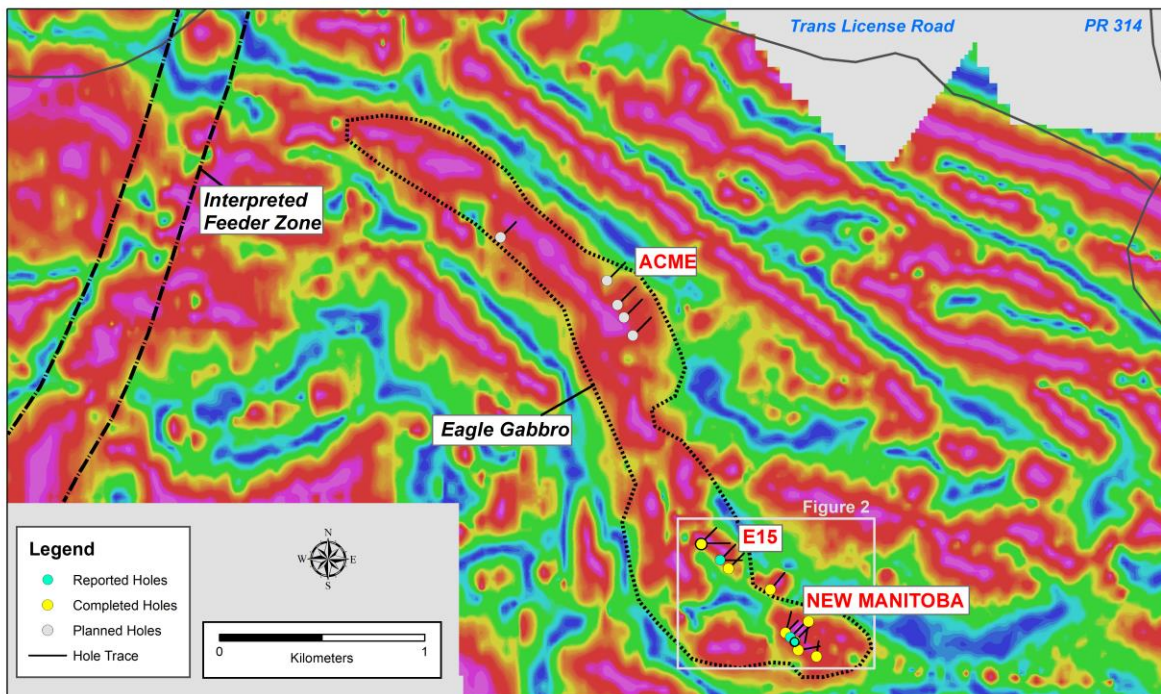 Trans License Road
PR 314
Interpreted
Feeder Zone
ACME
Eagle Gabbro
Figure 2
E15
NEW MANITOBA
Legend
Reported Holes
Completed Holes
Planned Holes
Hole Trace
N
W
E
S
0
1
Kilometers